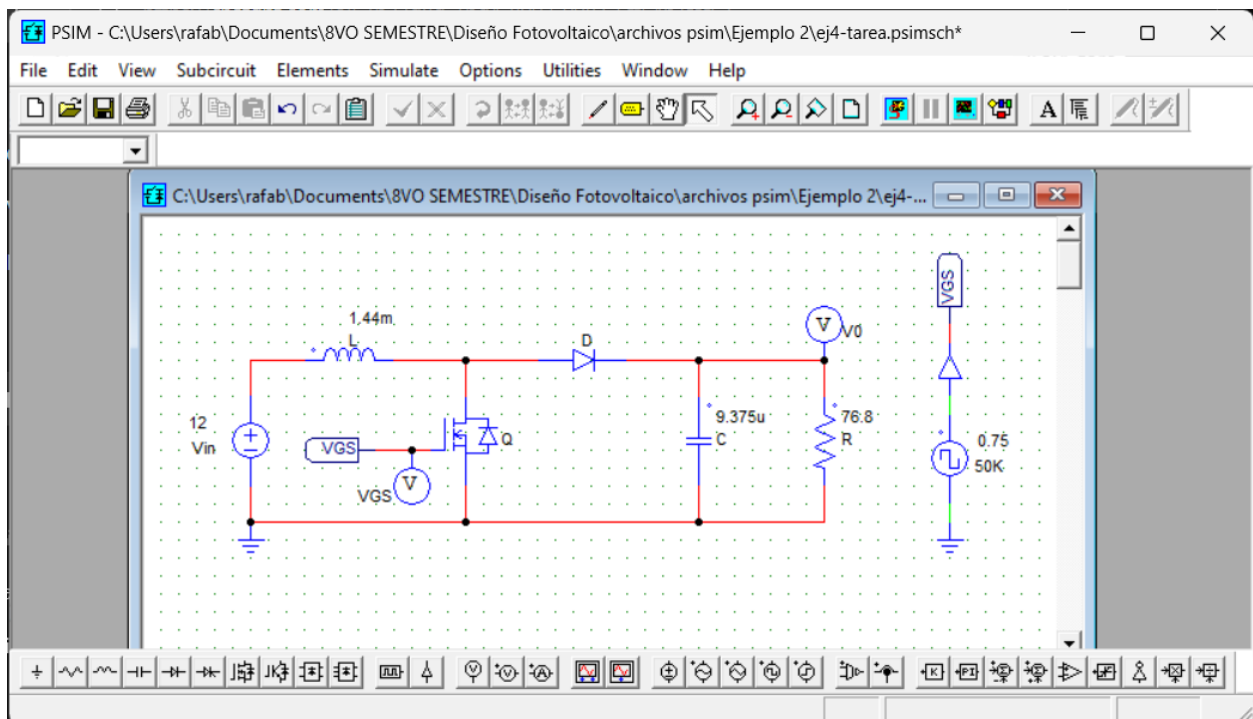 PSIM - C:\Users\rafab\Documents\8VO SEMESTRE\Diseño Fotovoltaico\archivos psim\Ejemplo 2\ej4-tarea.psimsch*
File Edit View Subcircuit Elements Simulate Options Utilities Window Help
A
C:\Users\rafab\Documents\8VO SEMESTRE\Diseño Fotovoltaico\archivos psim\Ejemplo 2\ej4-...
VGS
1.44m
L
D
V
V0
12
Vin
VGS
Q
V
VGS
9.375u
C
76.8
R
0.75
50K
V
V
A
K
PI